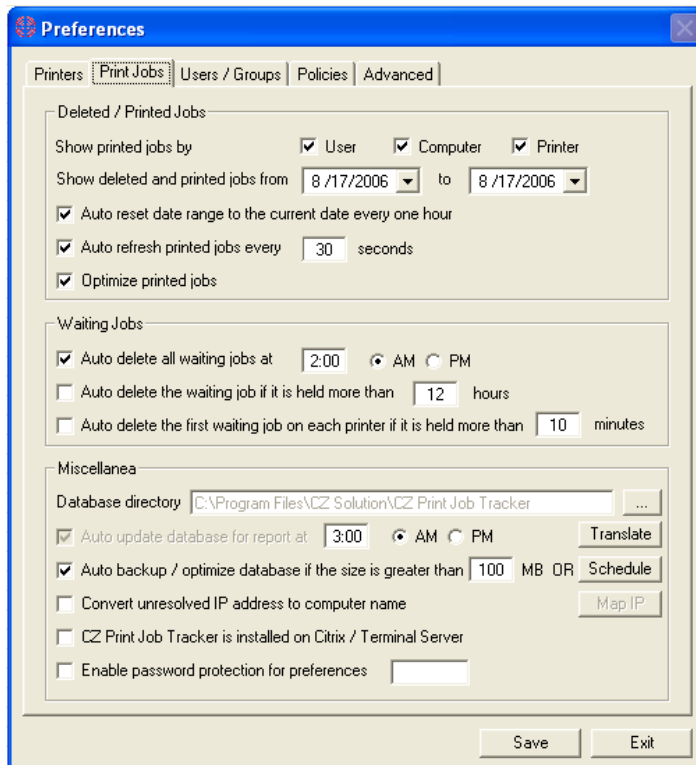 Preferences
Printers Print Jobs Users / Groups Policies Advanced
Deleted / Printed Jobs
Show printed jobs by User Computer Printer
Show deleted and printed jobs from 8 /17/2006 to 8 /17/2006
Auto reset date range to the current date every one hour
Auto refresh printed jobs every 30 seconds
Optimize printed jobs
Waiting Jobs
Auto delete all waiting jobs at 2:00 AM PM
Auto delete the waiting job if it is held more than 12 hours
Auto delete the first waiting job on each printer if it is held more than 10 minutes
Miscellanea
Database directory C:\Program Files\CZ Solution\CZ Print Job Tracker ...
Auto update database for report at 3:00 AM PM Translate
Auto backup / optimize database if the size is greater than 100 MB OR Schedule
Convert unresolved IP address to computer name Map IP
CZ Print Job Tracker is installed on Citrix / Terminal Server
Enable password protection for preferences
Save Exit